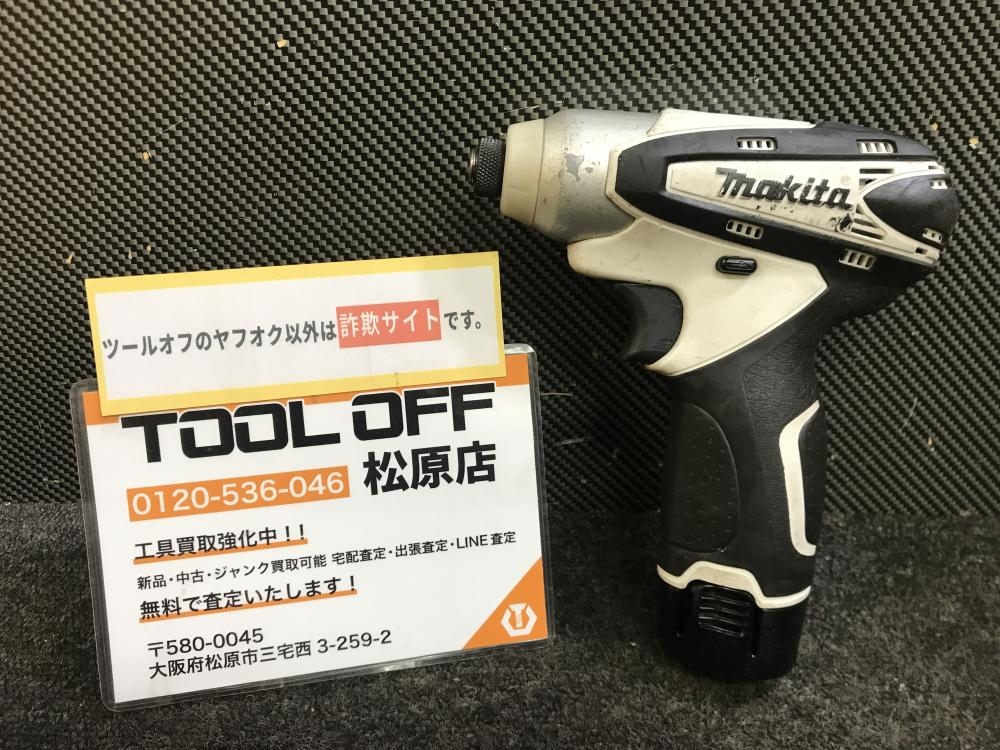 makita
ツールオフのヤフオク以外は詐欺サイトです。
TOOL OFF
松原店
0120-536-046
工具買取強化中！！
新品・中古・ジャンク買取可能 宅配査定・出張査定・LINE査定
無料で査定いたします！
〒580-0045
大阪府松原市三宅西 3-259-2